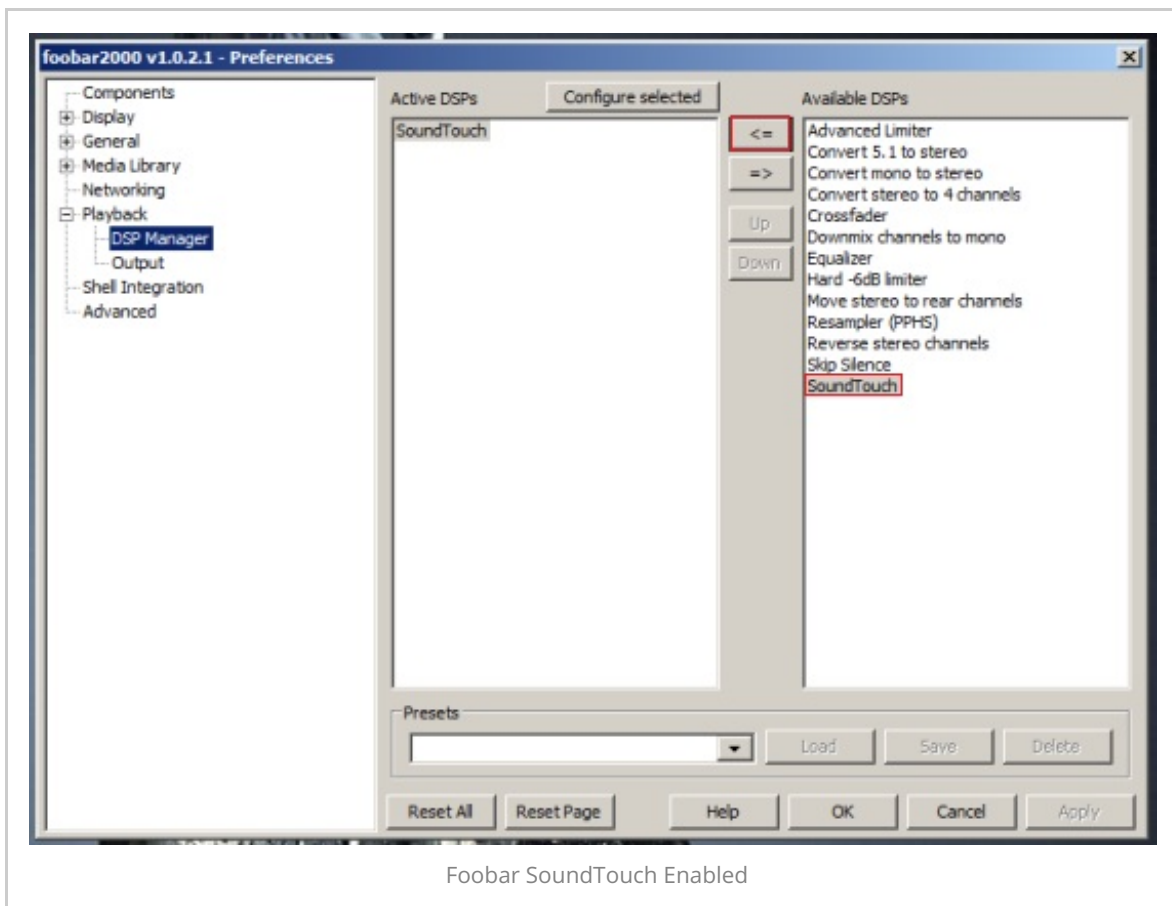 foobar2000 v1.0.2.1 - Preferences
Components
Display
General
Media Library
Networking
Playback
DSP Manager
Output
Shell Integration
Advanced
Active DSPs
Configure selected
SoundTouch
<=
=>
Up
Down
Available DSPs
Advanced Limiter
Convert 5.1 to stereo
Convert mono to stereo
Convert stereo to 4 channels
Crossfader
Downmix channels to mono
Equalizer
Hard -6dB limiter
Move stereo to rear channels
Resampler (PPHS)
Reverse stereo channels
Skip Silence
SoundTouch
Presets
Load
Save
Delete
Reset All
Reset Page
Help
OK
Cancel
Apply
Foobar SoundTouch Enabled